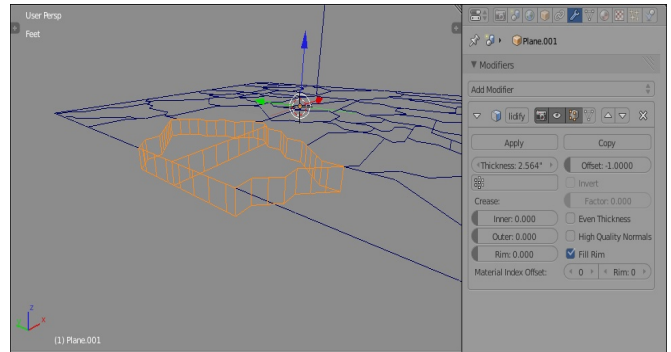 User Persp
Feet
(1) Plane.001
z
x
Plane.001
Modifiers
Add Modifier
lidify
Apply
Copy
Thickness: 2.564"
Offset: -1.0000
Invert
Crease:
Factor: 0.000
Inner: 0.000
Even Thickness
Outer: 0.000
High Quality Normals
Rim: 0.000
Fill Rim
Material Index Offset:
0
Rim: 0